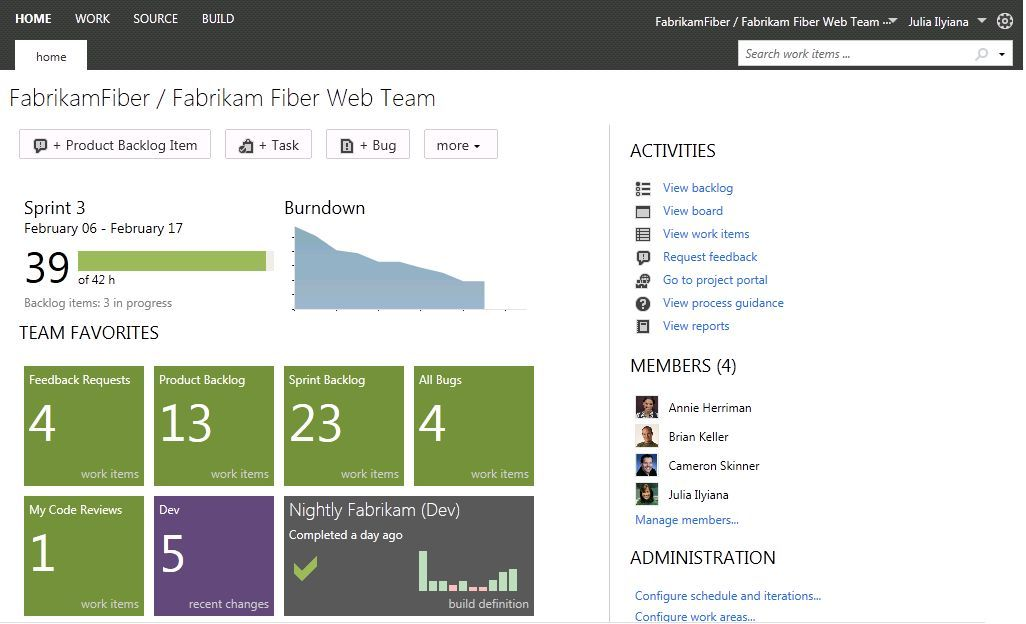 HOME WORK SOURCE BUILD
FabrikamFiber / Fabrikam Fiber Web Team ... Julia Ilyiana
home
Search work items ...
FabrikamFiber / Fabrikam Fiber Web Team
+ Product Backlog Item + Task + Bug more
Sprint 3
February 06 - February 17
39
of 42 h
Backlog items: 3 in progress
Burndown
TEAM FAVORITES
Feedback Requests
4
work items
Product Backlog
13
work items
Sprint Backlog
23
work items
All Bugs
4
work items
My Code Reviews
1
work items
Dev
5
recent changes
Nightly Fabrikam (Dev)
Completed a day ago
build definition
ACTIVITIES
View backlog
View board
View work items
Request feedback
Go to project portal
View process guidance
View reports
MEMBERS (4)
Annie Herriman
Brian Keller
Cameron Skinner
Julia Ilyiana
Manage members...
ADMINISTRATION
Configure schedule and iterations...
Configure work areas...